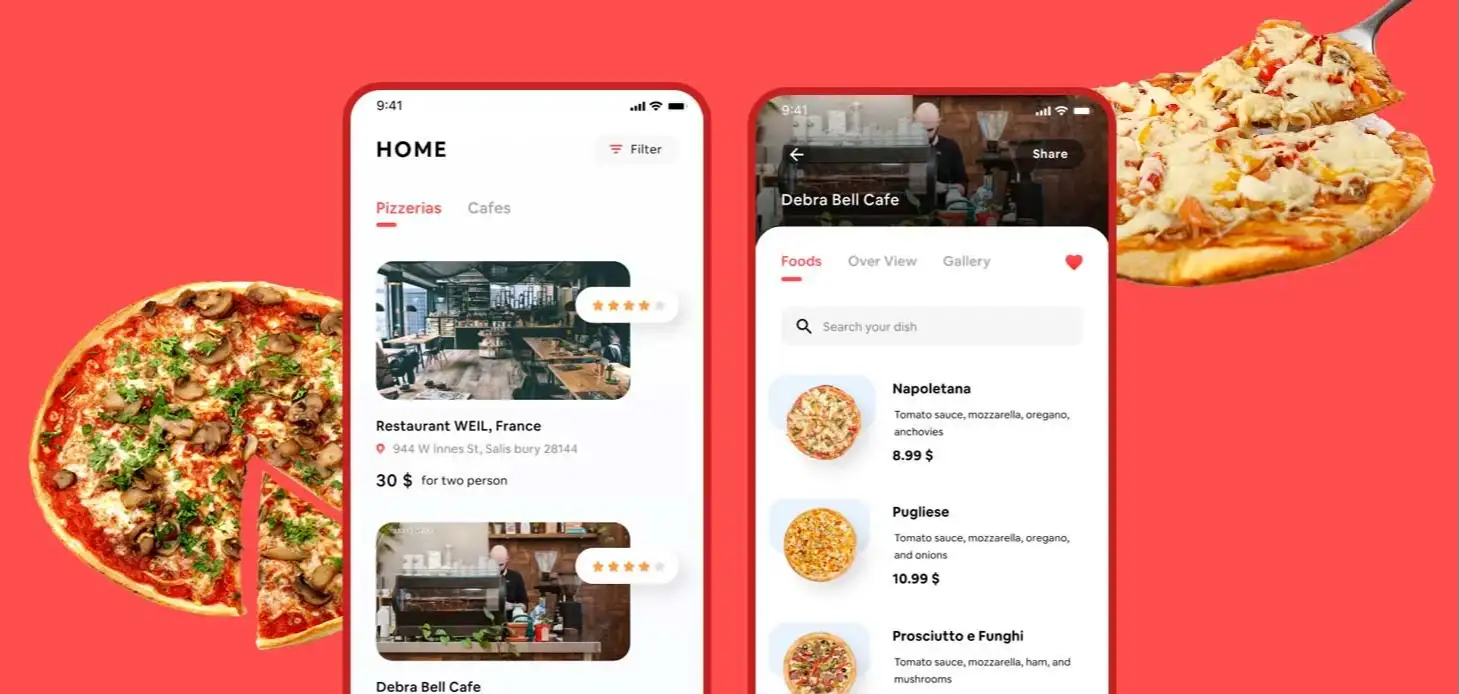 9:41
HOME
Filter
Pizzerias
Cafes
Restaurant WEIL, France
944 W Innes St, Salis bury 28144
30 $ for two person
Debra Bell Cafe
9:41
Share
Debra Bell Cafe
Foods
Over View
Gallery
Search your dish
Napoletana
Tomato sauce, mozzarella, oregano,
anchovies
8.99 $
Pugliese
Tomato sauce, mozzarella, oregano,
and onions
10.99 $
Prosciutto e Funghi
Tomato sauce, mozzarella, ham, and
mushrooms